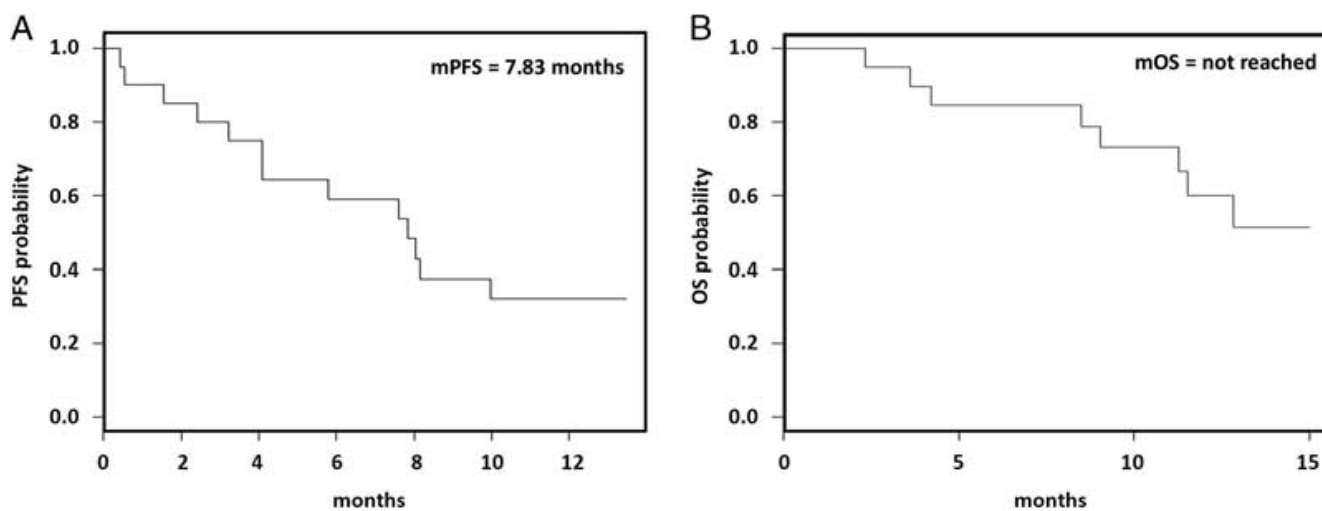 A
mPFS = 7.83 months
PFS probability
1.0
0.8
0.6
0.4
0.2
0.0
0 2 4 6 8 10 12
months
B
mOS = not reached
OS probability
1.0
0.8
0.6
0.4
0.2
0.0
0 5 10 15
months